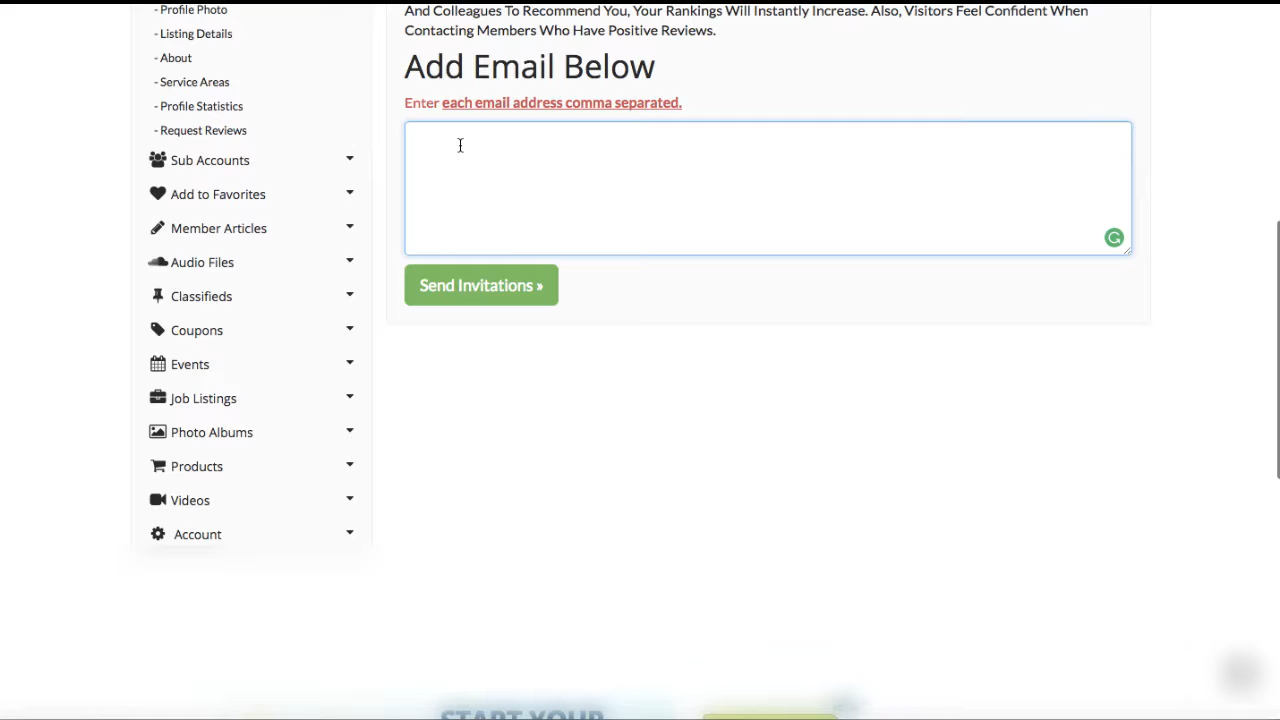 - Profile Photo
- Listing Details
- About
- Service Areas
- Profile Statistics
- Request Reviews
Sub Accounts
Add to Favorites
Member Articles
Audio Files
Classifieds
Coupons
Events
Job Listings
Photo Albums
Products
Videos
Account
And Colleagues To Recommend You, Your Rankings Will Instantly Increase. Also, Visitors Feel Confident When
Contacting Members Who Have Positive Reviews.
Add Email Below
Enter each email address comma separated.
Send Invitations »
START YOUR